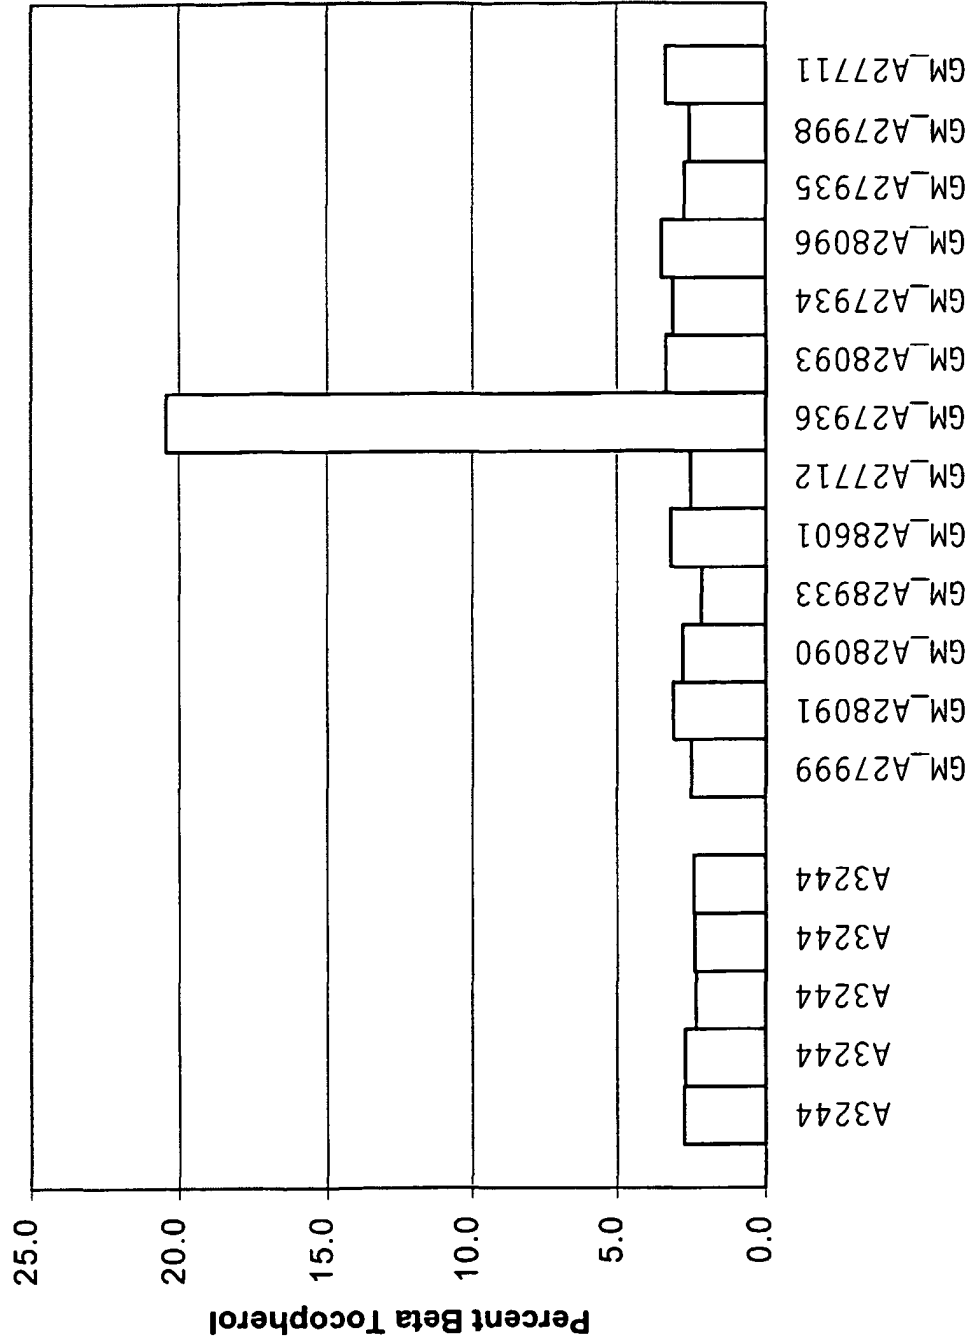 Percent Beta Tocopherol
25.0
20.0
15.0
10.0
5.0
0.0
A3244
A3244
A3244
A3244
A3244
GM_A27999
GM_A28091
GM_A28090
GM_A28933
GM_A28601
GM_A27712
GM_A27936
GM_A28093
GM_A27934
GM_A28096
GM_A27935
GM_A27998
GM_A27711